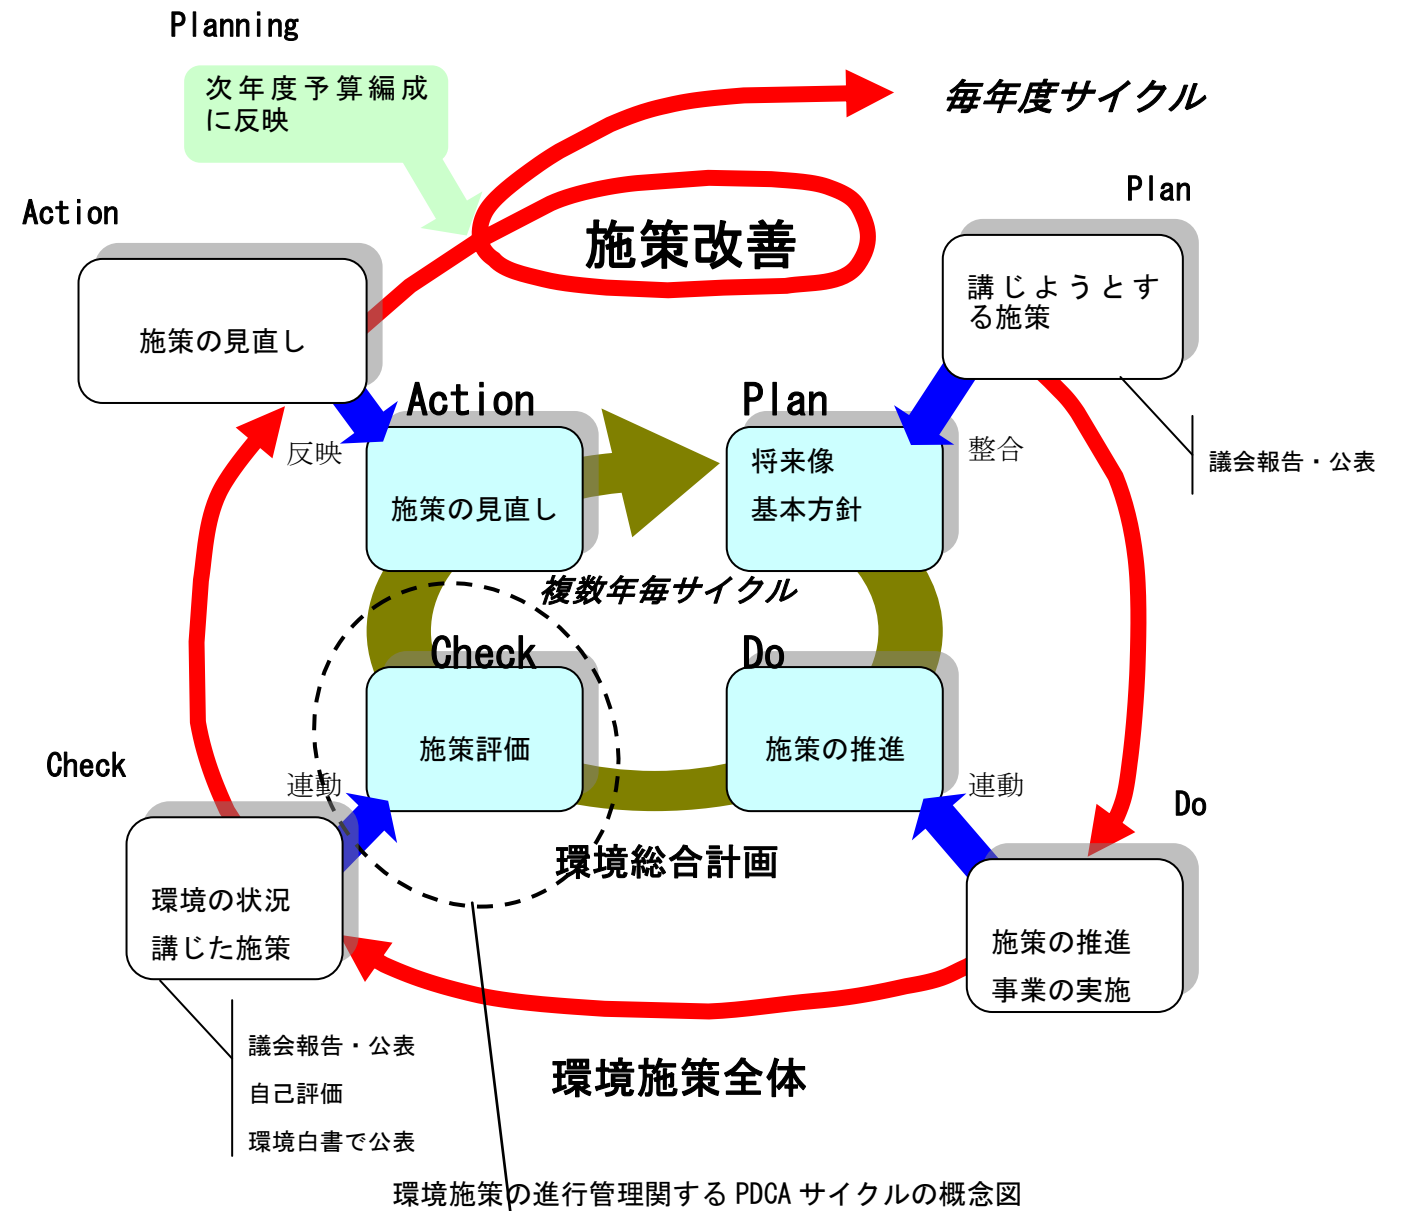 Planning
次年度予算編成
に反映
毎年度サイクル
Action
Plan
施策改善
施策の見直し
講じようとす
る施策
Action
Plan
反映
整合
議会報告・公表
施策の見直し
将来像
基本方針
複数年毎サイクル
Check
Do
施策評価
施策の推進
Check
連動
連動
Do
環境総合計画
環境の状況
講じた施策
施策の推進
事業の実施
議会報告・公表
自己評価
環境白書で公表
環境施策全体
環境施策の進行管理関する PDCA サイクルの概念図